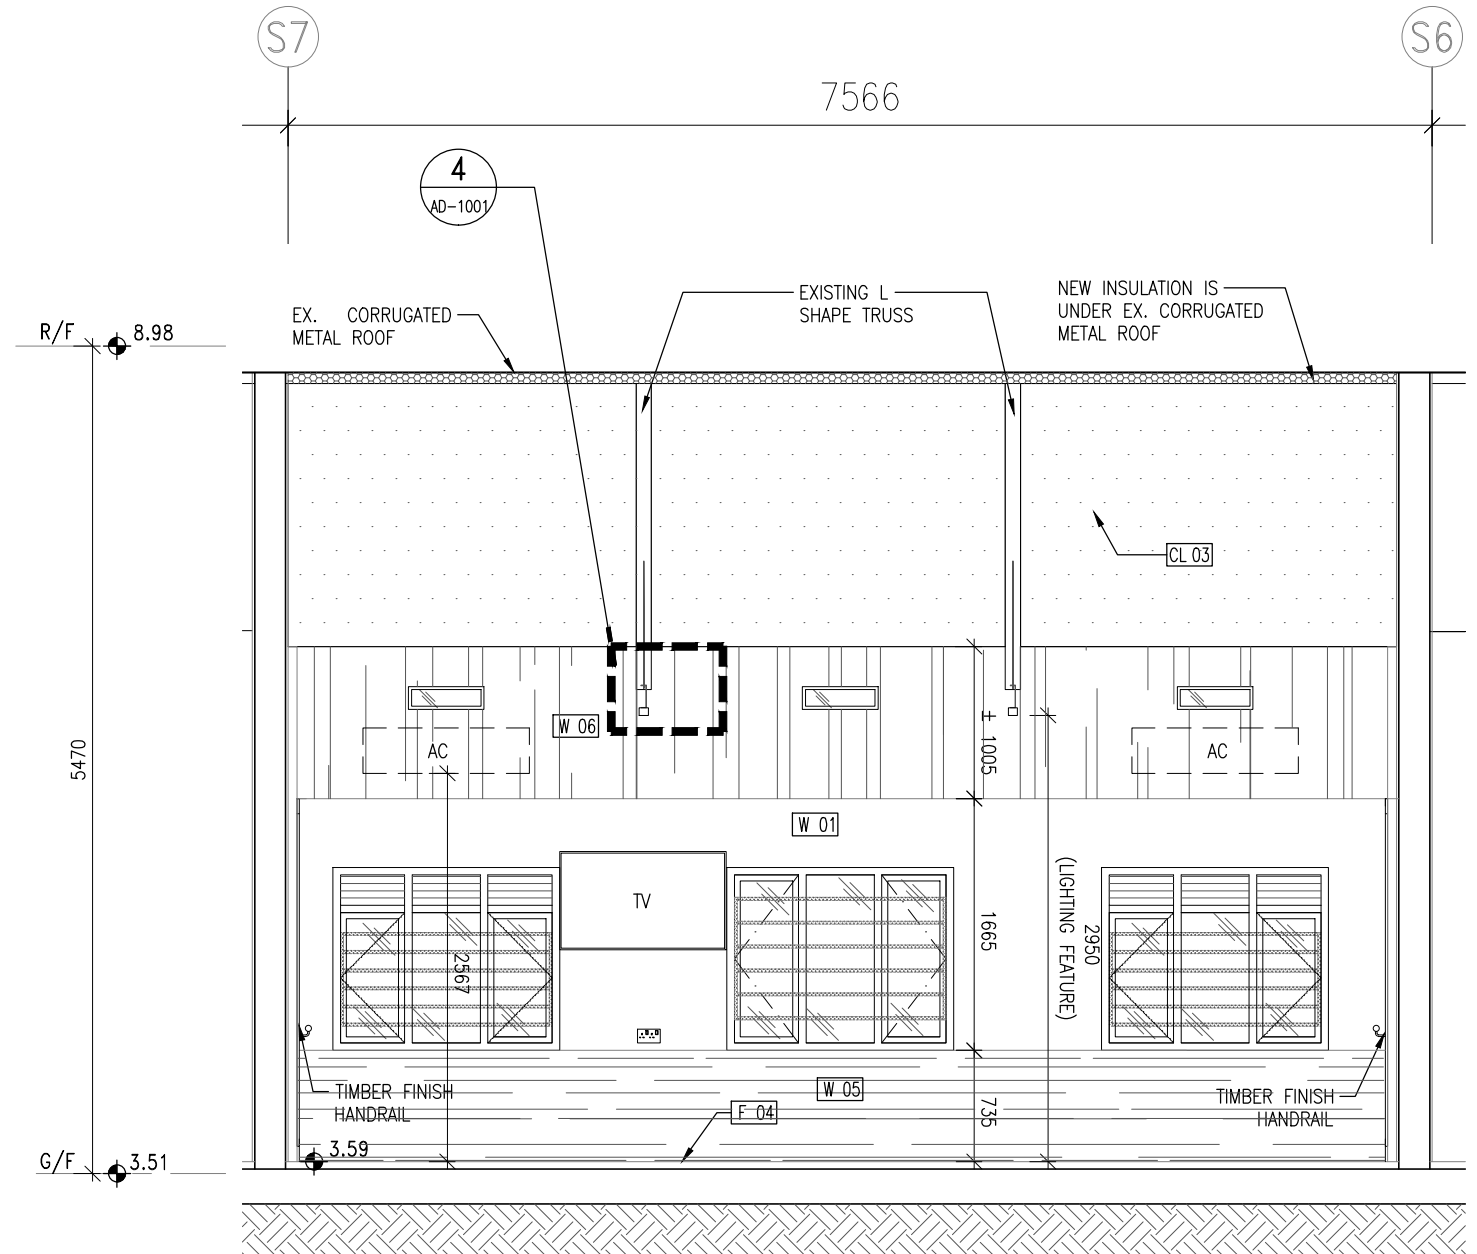 S7
S6
7566
4
AD-1001
EX. CORRUGATED
METAL ROOF
EXISTING L
SHAPE TRUSS
NEW INSULATION IS
UNDER EX. CORRUGATED
METAL ROOF
R/F
8.98
CL 03
W 06
AC
AC
± 1005
5470
W 01
TV
1665
2950
(LIGHTING FEATURE)
2567
TIMBER FINISH
HANDRAIL
W 05
F 04
735
TIMBER FINISH
HANDRAIL
3.59
G/F
3.51